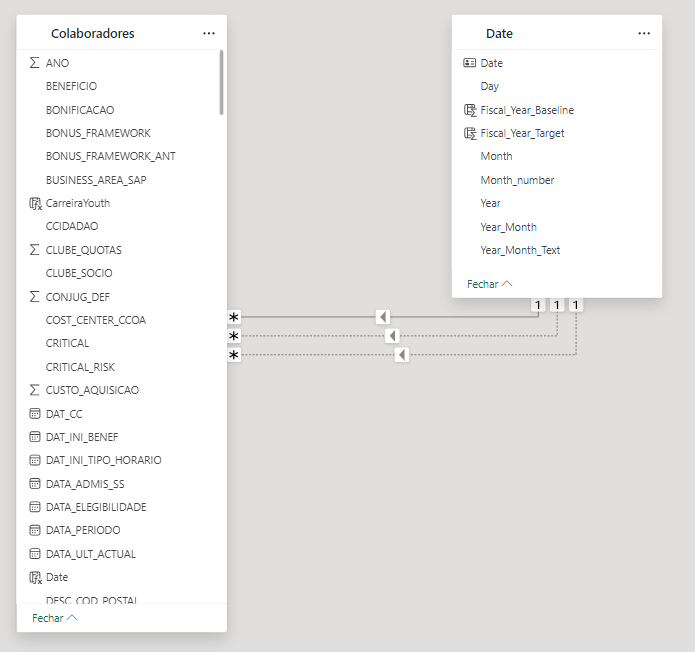 Colaboradores
ANO
BENEFICIO
BONIFICACAO
BONUS_FRAMEWORK
BONUS_FRAMEWORK_ANT
BUSINESS_AREA_SAP
CarreiraYouth
CCIDADAO
CLUBE_QUOTAS
CLUBE_SOCIO
CONJUG_DEF
COST_CENTER_CCOA
CRITICAL
CRITICAL_RISK
CUSTO_AQUISICAO
DAT_CC
DAT_INI_BENEF
DAT_INI_TIPO_HORARIO
DATA_ADMIS_SS
DATA_ELEGIBILIDADE
DATA_PERIODO
DATA_ULT_ACTUAL
Date
DESC_COD_POSTAL
Fechar
Date
Date
Day
Fiscal_Year_Baseline
Fiscal_Year_Target
Month
Month_number
Year
Year_Month
Year_Month_Text
Fechar
1 1 1
*
*
*